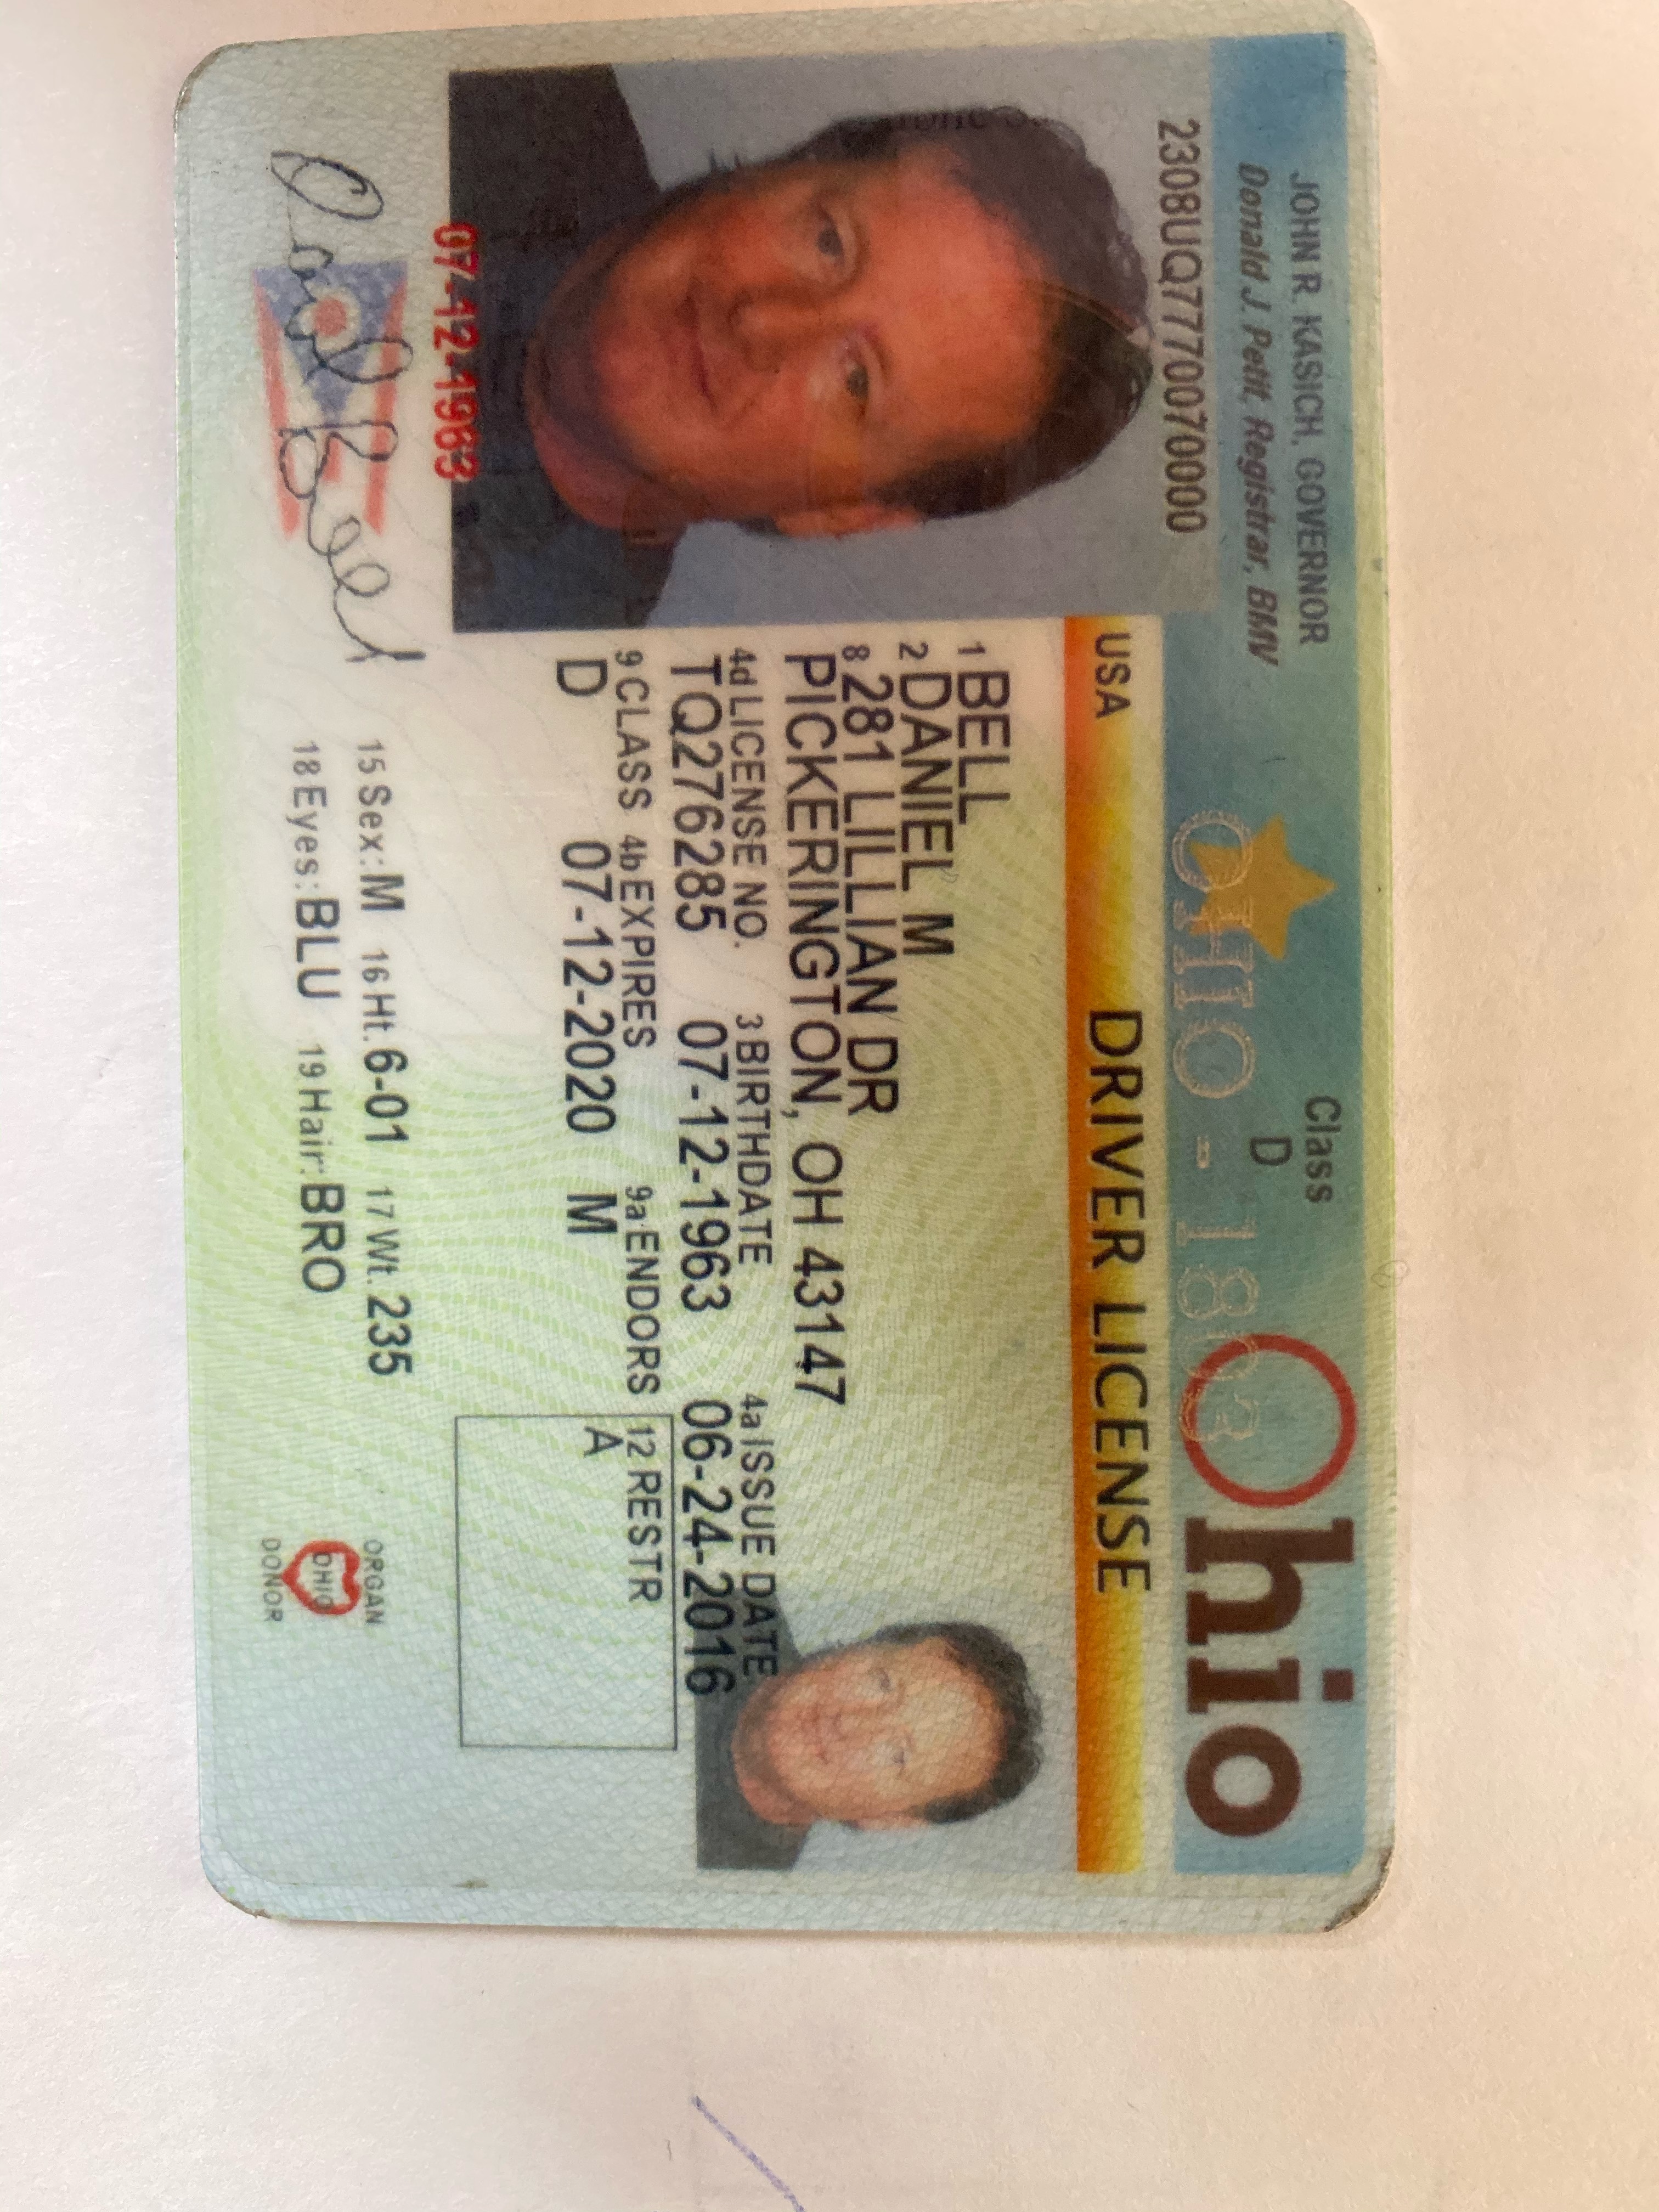 JOHN R. KASICH, GOVERNOR
Donald J. Petit, Registrar, BMV
Class
D
Ohio
OHIO - 1803
2308UQ7770070000
USA DRIVER LICENSE
1 BELL
2 DANIEL M
8 281 LILLIAN DR
PICKERINGTON, OH 43147
4d LICENSE NO. 3 BIRTHDATE 4a ISSUE DATE
TQ276285 07-12-1963 06-24-2016
9 CLASS 4b EXPIRES 9a ENDORS 12 RESTR
D 07-12-2020 M A
07-12-1963
15 Sex: M 16 Ht. 6-01 17 Wt. 235
18 Eyes: BLU 19 Hair: BRO
ORGAN
OHIO
DONOR
Bell